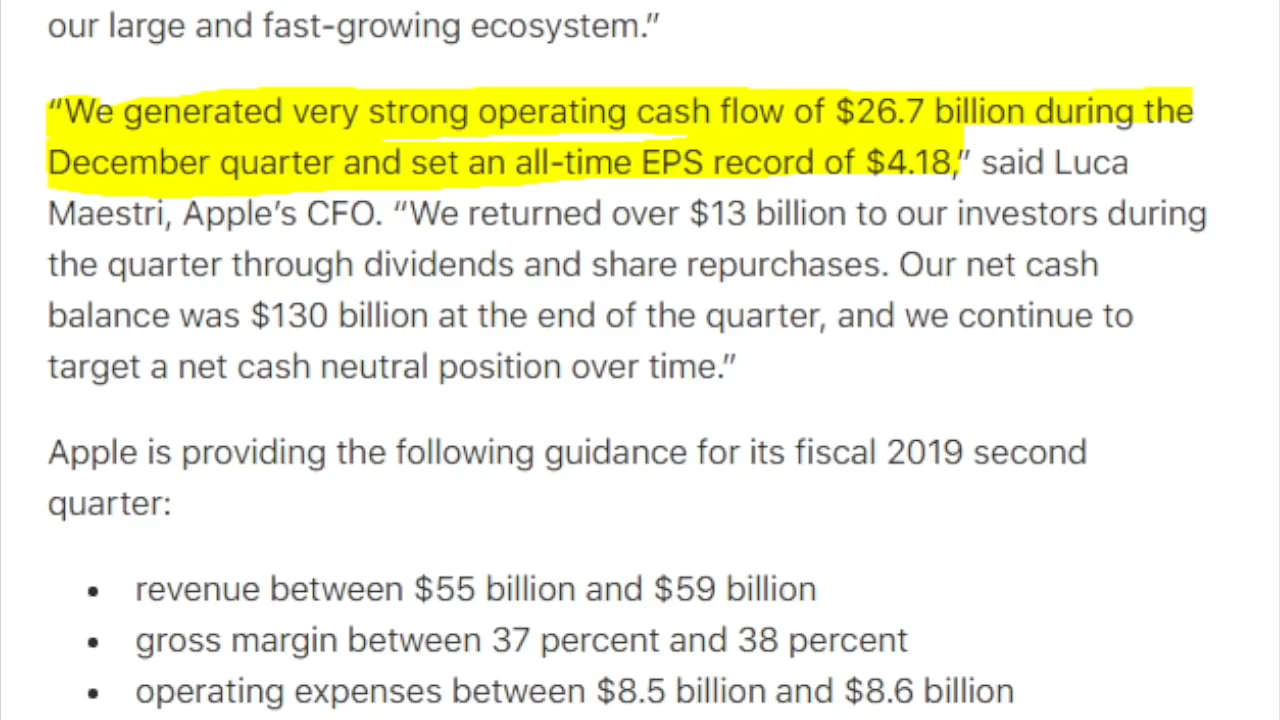 our large and fast-growing ecosystem.”
“We generated very strong operating cash flow of $26.7 billion during the
December quarter and set an all-time EPS record of $4.18,” said Luca
Maestri, Apple’s CFO. “We returned over $13 billion to our investors during
the quarter through dividends and share repurchases. Our net cash
balance was $130 billion at the end of the quarter, and we continue to
target a net cash neutral position over time.”
Apple is providing the following guidance for its fiscal 2019 second
quarter:
• revenue between $55 billion and $59 billion
• gross margin between 37 percent and 38 percent
• operating expenses between $8.5 billion and $8.6 billion